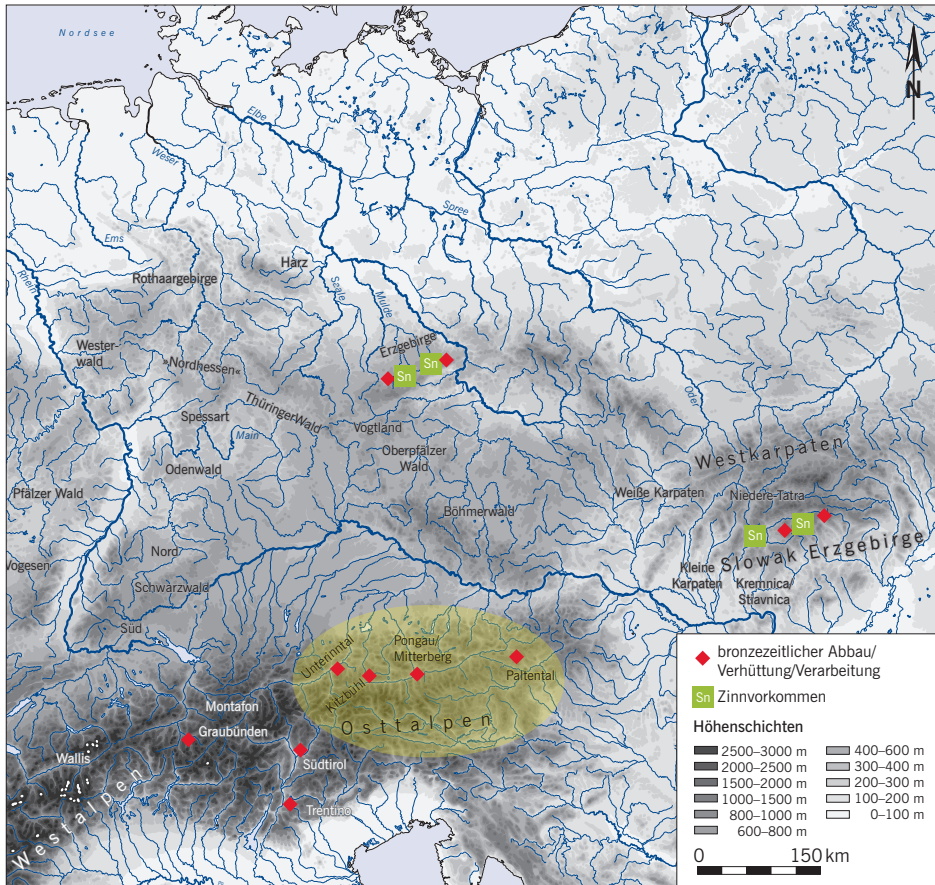 Nordsee
N
Elbe
Weser
Spree
Ems
Harz
Rothaargebirge
Rhein
Saale
Mulde
Erzgebirge
Wester-
wald
»Nordhessen«
Sn
Sn
Oder
Spessart
ThüringerWald
Vogtland
Main
Oberpfälzer
Wald
Westkarpaten
Odenwald
Pfälzer Wald
Weiße Karpaten
Niedere-Tatra
Böhmerwald
Sn
Sn
Slowak Erzgebirge
Nord
Vogesen
Kleine
Karpaten
Kremnica/
Stiavnica
Schwarzwald
Süd
Unterinntal
Pongau/
Mitterberg
Kitzbühl
Paltental
Osttalpen
Montafon
Graubünden
Wallis
Südtirol
Trentino
Westalpen
bronzezeitlicher Abbau/
Verhüttung/Verarbeitung
Sn Zinnvorkommen
Höhenschichten
2500–3000 m 400–600 m
2000–2500 m 300–400 m
1500–2000 m 200–300 m
1000–1500 m 100–200 m
800–1000 m 0–100 m
600–800 m
0 150 km